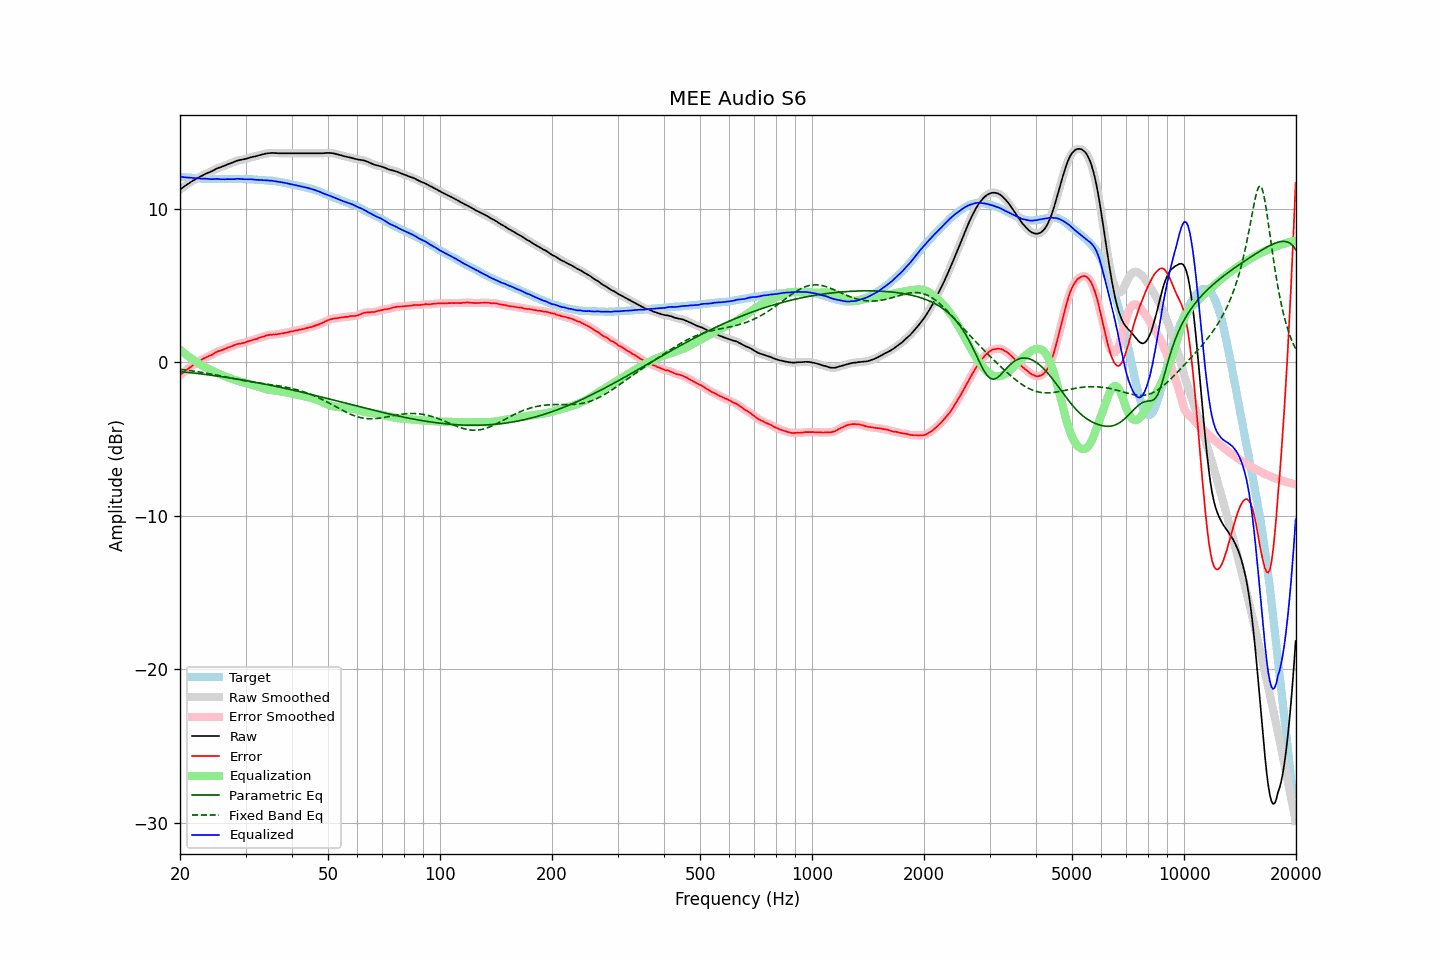 MEE Audio S6
Amplitude (dBr)
10
0
−10
−20
−30
Target
Raw Smoothed
Error Smoothed
Raw
Error
Equalization
Parametric Eq
Fixed Band Eq
Equalized
20 50 100 200 500 1000 2000 5000 10000 20000
Frequency (Hz)